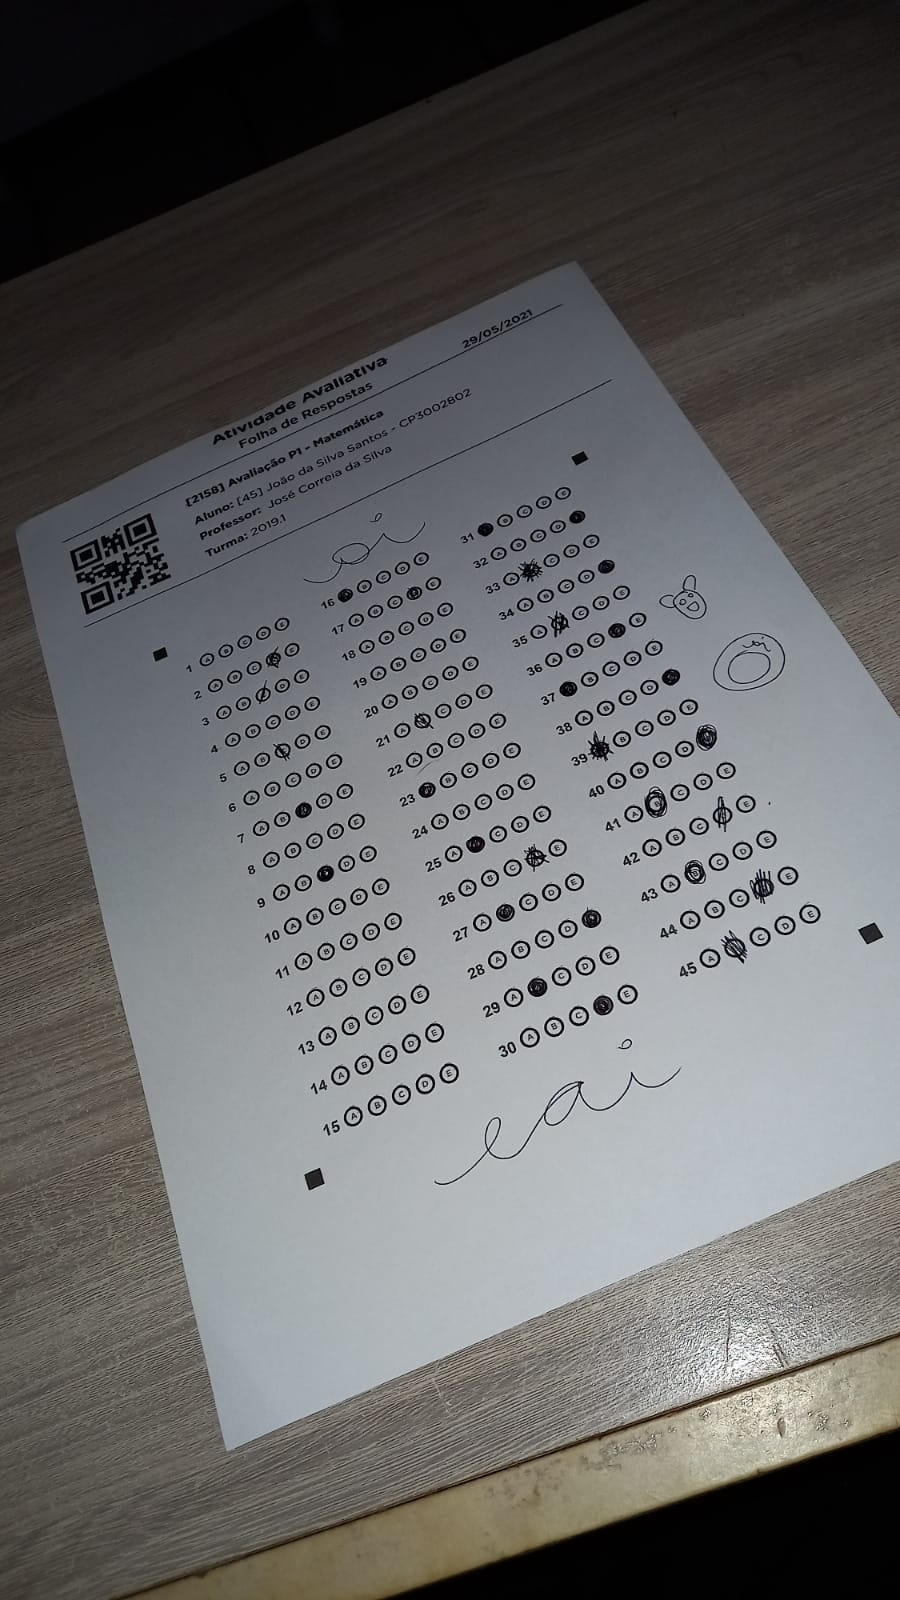 29/05/2021
Atividade Avaliativa
Folha de Respostas
[2158] Avaliação P1 - Matemática
Aluno: [45] João da Silva Santos - CP3002802
Professor: José Correia da Silva
Turma: 2019.1
oi
1 A B C D E
2 A B C E
3 A B D E
4 A B C D E
5 A B D E
6 A B C D E
7 A B D E
8 A B C D E
9 A B D E
10 A B C D E
11 A B C D E
12 A B C D E
13 A B C D E
14 A B C D E
15 A B C D E
16 B C D E
17 A B C E
18 A B C D E
19 A B C D E
20 A B C D E
21 A C D E
22 A B C D E
23 B C D E
24 A B C D E
25 A C D E
26 A B C E
27 A C D E
28 A B C D
29 A C D E
30 A B C E
31 B C D E
32 A B C D
33 A C D E
34 A B C D
35 A C D E
36 A B C E
37 B C D E
38 A B C D
39 B C D E
40 A B C D
41 A C D E
42 A B C E
43 A C D E
44 A B C E
45 A C D E
oi
eai